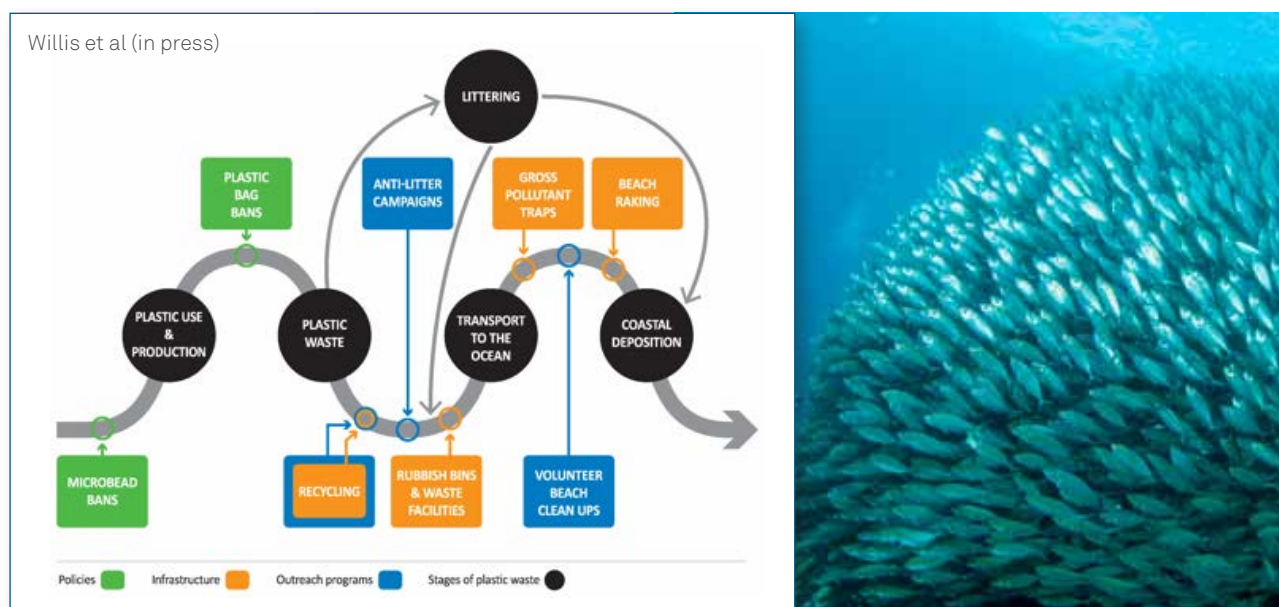 Willis et al (in press)
LITTERING
PLASTIC
BAG
BANS
ANTI-LITTER
CAMPAIGNS
GROSS
POLLUTANT
TRAPS
BEACH
RAKING
PLASTIC USE
&
PRODUCTION
PLASTIC
WASTE
TRANSPORT
TO THE
OCEAN
COASTAL
DEPOSITION
MICROBEAD
BANS
RECYCLING
RUBBISH BINS
& WASTE
FACILITIES
VOLUNTEER
BEACH
CLEAN UPS
Policies
Infrastructure
Outreach programs
Stages of plastic waste